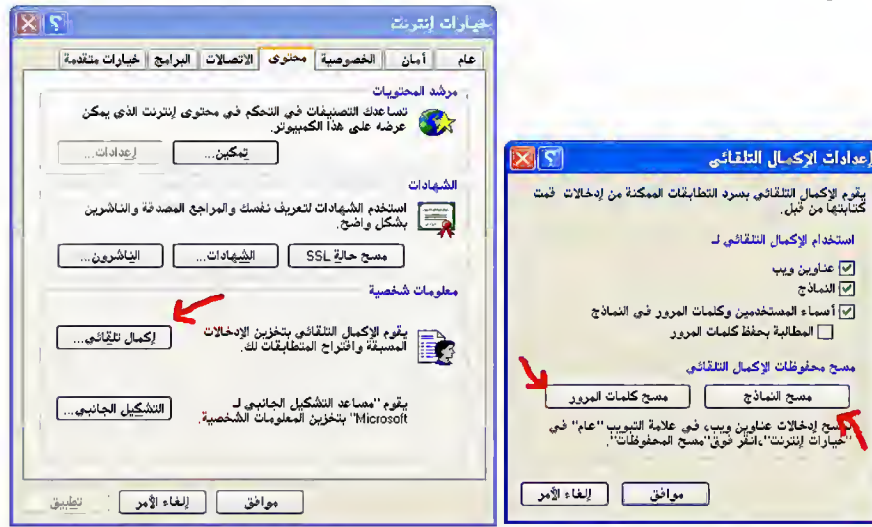 خيارات إنترنت
عام
أمان
الخصوصية
محتوى
الاتصالات
البرامج
خيارات متقدمة
مرشد المحتويات
تساعدك التصنيفات في التحكم في محتوى إنترنت الذي يمكن
عرضه على هذا الكمبيوتر.
تمكين...
إعدادات...
الشهادات
استخدم الشهادات لتعريف نفسك والمراجع المصدقة والناشرين
بشكل واضح.
مسح حالة SSL
الشهادات...
الناشرون...
معلومات شخصية
يقوم الإكمال التلقائي بتخزين الإدخالات
المسبقة واقتراح المتطابقات لك.
إكمال تلقائي...
يقوم "مساعد التشكيل الجانبي لـ
Microsoft" بتخزين المعلومات الشخصية.
التشكيل الجانبي...
موافق
إلغاء الأمر
تطبيق
إعدادات الإكمال التلقائي
يقوم الإكمال التلقائي بسرد التطابقات الممكنة من إدخالات قمت
كتابتها من قبل.
استخدام الإكمال التلقائي لـ
عناوين ويب
النماذج
أسماء المستخدمين وكلمات المرور في النماذج
المطالبة بحفظ كلمات المرور
مسح محفوظات الإكمال التلقائي
مسح النماذج
مسح كلمات المرور
إدخالات عناوين ويب، في علامة التبويب "عام" في
"خيارات إنترنت"،انقر فوق"مسح المحفوظات".
موافق
إلغاء الأمر